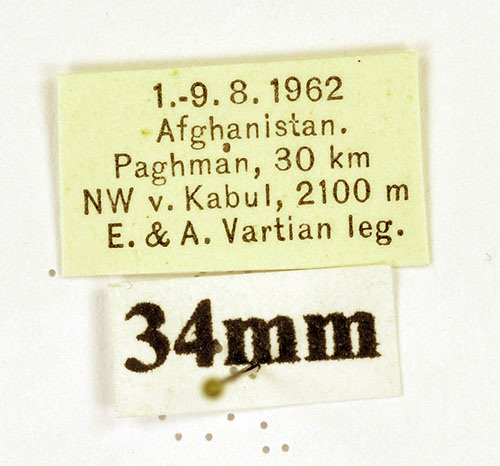 1.-9. 8. 1962
Afghanistan.
Paghman, 30 km
NW v. Kabul, 2100 m
E. & A. Vartian leg.
34mm